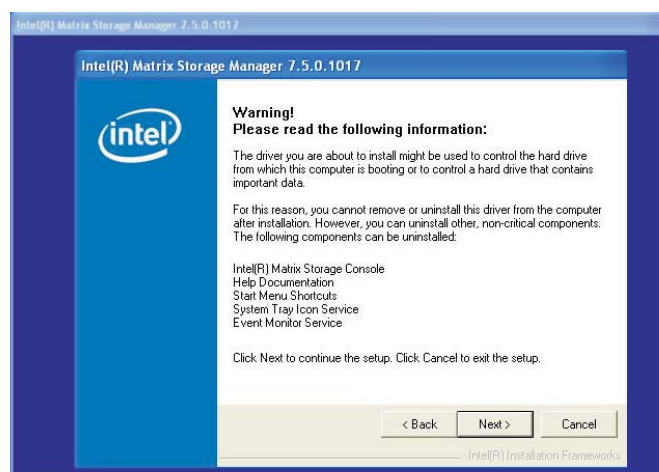 Intel(R) Matrix Storage Manager 7.5.0.1017
Intel(R) Matrix Storage Manager 7.5.0.1017
intel
Warning!
Please read the following information:
The driver you are about to install might be used to control the hard drive
from which this computer is booting or to control a hard drive that contains
important data.
For this reason, you cannot remove or uninstall this driver from the computer
after installation. However, you can uninstall other, non-critical components.
The following components can be uninstalled:
Intel(R) Matrix Storage Console
Help Documentation
Start Menu Shortcuts
System Tray Icon Service
Event Monitor Service
Click Next to continue the setup. Click Cancel to exit the setup.
< Back Next > Cancel
Intel(R) Installation Frameworks